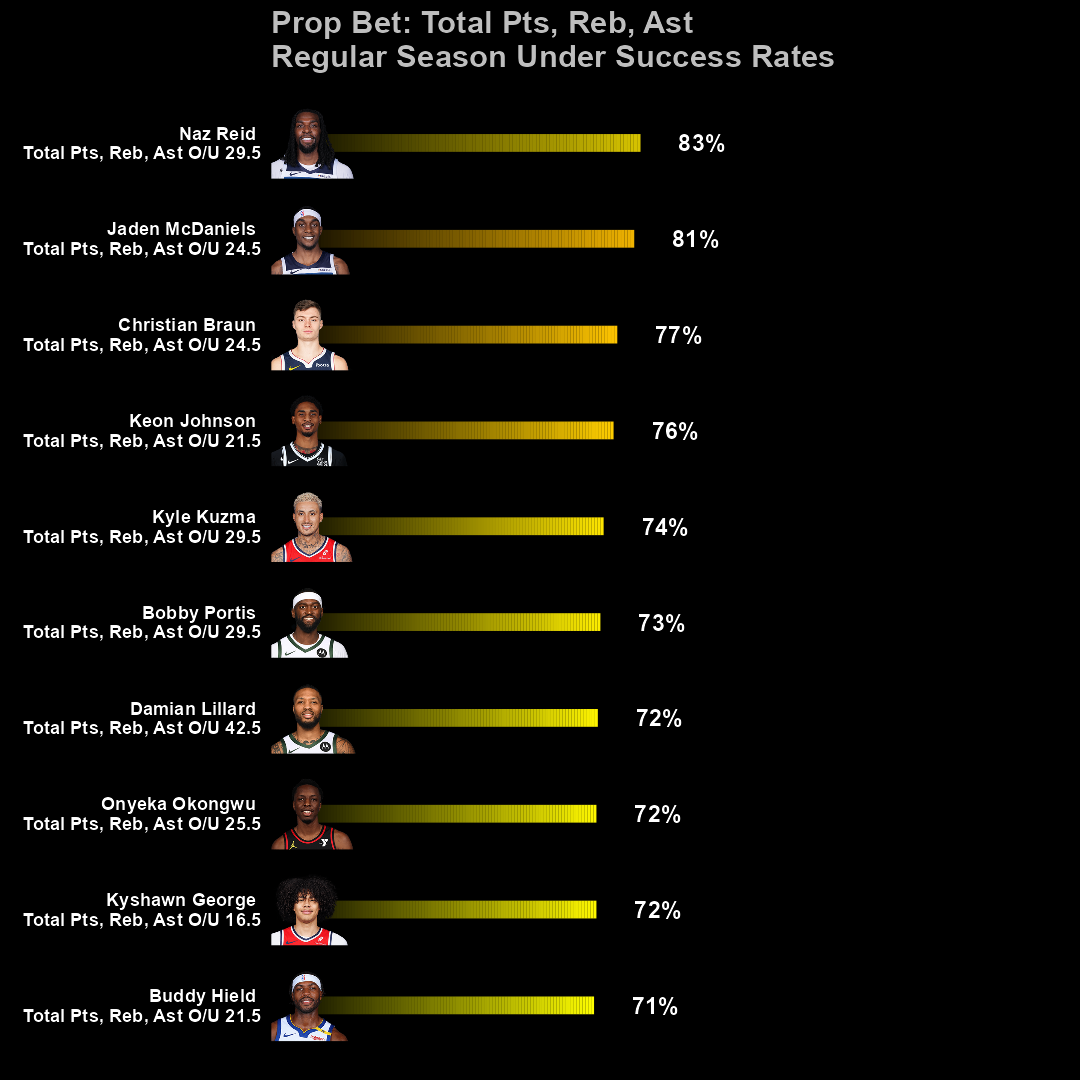 Prop Bet: Total Pts, Reb, Ast
Regular Season Under Success Rates
Naz Reid
Total Pts, Reb, Ast O/U 29.5
83%
Jaden McDaniels
Total Pts, Reb, Ast O/U 24.5
81%
Christian Braun
Total Pts, Reb, Ast O/U 24.5
77%
Keon Johnson
Total Pts, Reb, Ast O/U 21.5
76%
Kyle Kuzma
Total Pts, Reb, Ast O/U 29.5
74%
Bobby Portis
Total Pts, Reb, Ast O/U 29.5
73%
Damian Lillard
Total Pts, Reb, Ast O/U 42.5
72%
Onyeka Okongwu
Total Pts, Reb, Ast O/U 25.5
72%
Kyshawn George
Total Pts, Reb, Ast O/U 16.5
72%
Buddy Hield
Total Pts, Reb, Ast O/U 21.5
71%